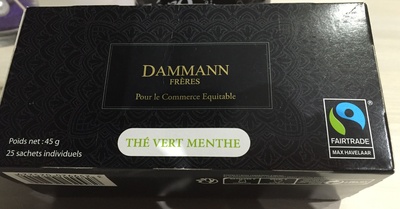 DAMMANN
FRÈRES
Pour le Commerce Equitable
Poids net : 45 g
25 sachets individuels
THÉ VERT MENTHE
FAIRTRADE
MAX HAVELAAR